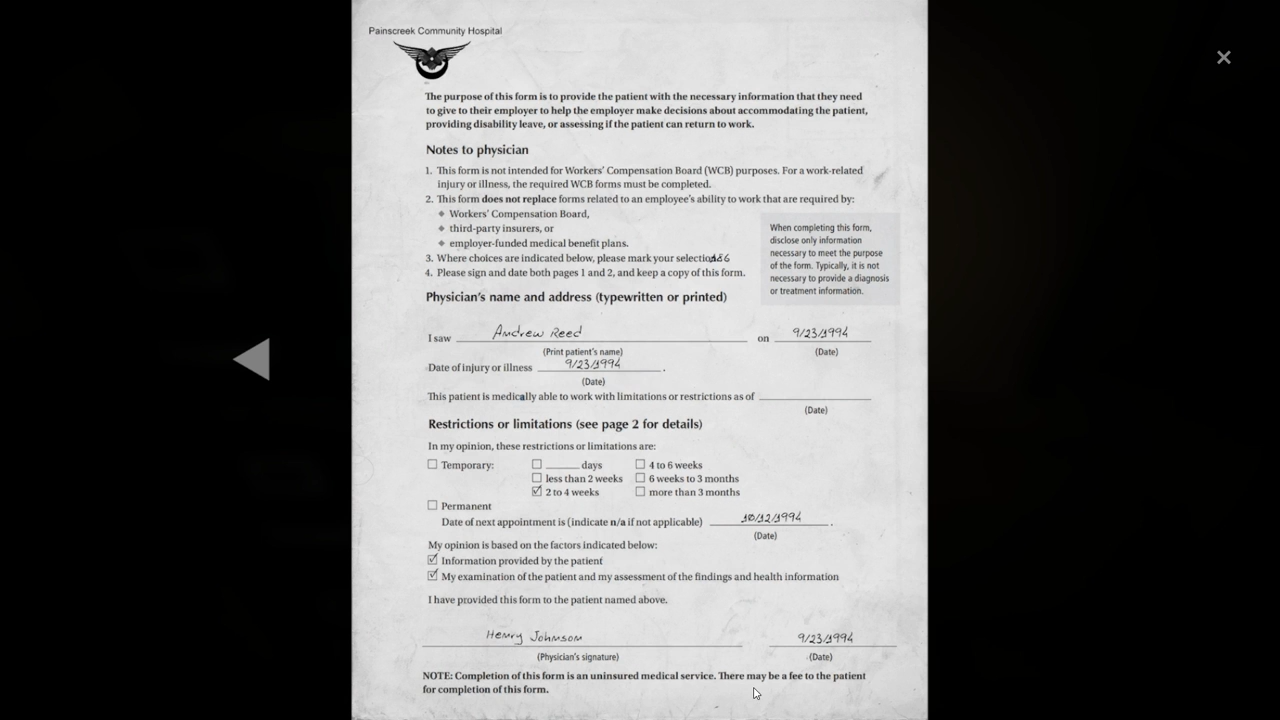 Painscreek Community Hospital
The purpose of this form is to provide the patient with the necessary information that they need
to give to their employer to help the employer make decisions about accommodating the patient,
providing disability leave, or assessing if the patient can return to work.
Notes to physician
1. This form is not intended for Workers' Compensation Board (WCB) purposes. For a work-related
injury or illness, the required WCB forms must be completed.
2. This form does not replace forms related to an employee's ability to work that are required by:
❖ Workers' Compensation Board,
❖ third-party insurers, or
❖ employer-funded medical benefit plans.
3. Where choices are indicated below, please mark your selection
4. Please sign and date both pages 1 and 2, and keep a copy of this form.
When completing this form,
disclose only information
necessary to meet the purpose
of the form. Typically, it is not
necessary to provide a diagnosis
or treatment information.
Physician's name and address (typewritten or printed)
I saw Andrew Reed on 9/23/1994
(Print patient's name) (Date)
Date of injury or illness 9/23/1994 .
(Date)
This patient is medically able to work with limitations or restrictions as of
(Date)
Restrictions or limitations (see page 2 for details)
In my opinion, these restrictions or limitations are:
☐ Temporary: ☐ ______ days ☐ 4 to 6 weeks
☐ less than 2 weeks ☐ 6 weeks to 3 months
☑ 2 to 4 weeks ☐ more than 3 months
☐ Permanent
Date of next appointment is (indicate n/a if not applicable) 10/12/1994 .
(Date)
My opinion is based on the factors indicated below:
☑ Information provided by the patient
☑ My examination of the patient and my assessment of the findings and health information
I have provided this form to the patient named above.
Henry Johnson 9/23/1994
(Physician's signature) (Date)
NOTE: Completion of this form is an uninsured medical service. There may be a fee to the patient
for completion of this form.